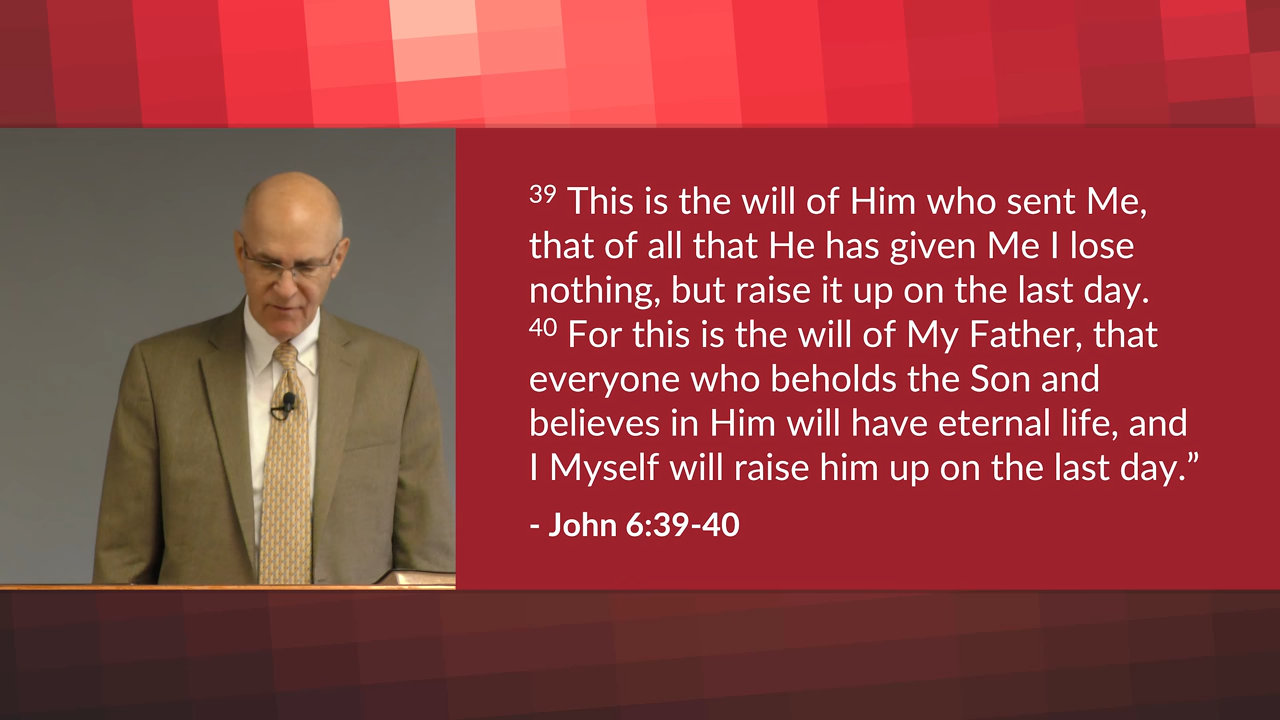 39 This is the will of Him who sent Me,
that of all that He has given Me I lose
nothing, but raise it up on the last day.
40 For this is the will of My Father, that
everyone who beholds the Son and
believes in Him will have eternal life, and
I Myself will raise him up on the last day.”
- John 6:39-40